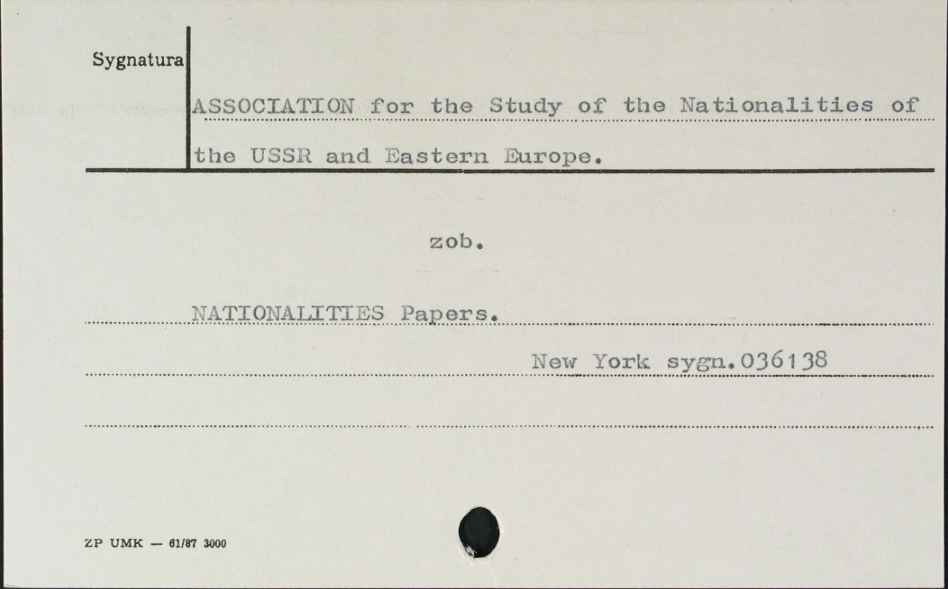 Sygnatura
ASSOCIATION for the Study of the Nationalities of
the USSR and Eastern Europe.
zob.
NATIONALITIES Papers.
New York sygn.036138
ZP UMK — 61/87 3000